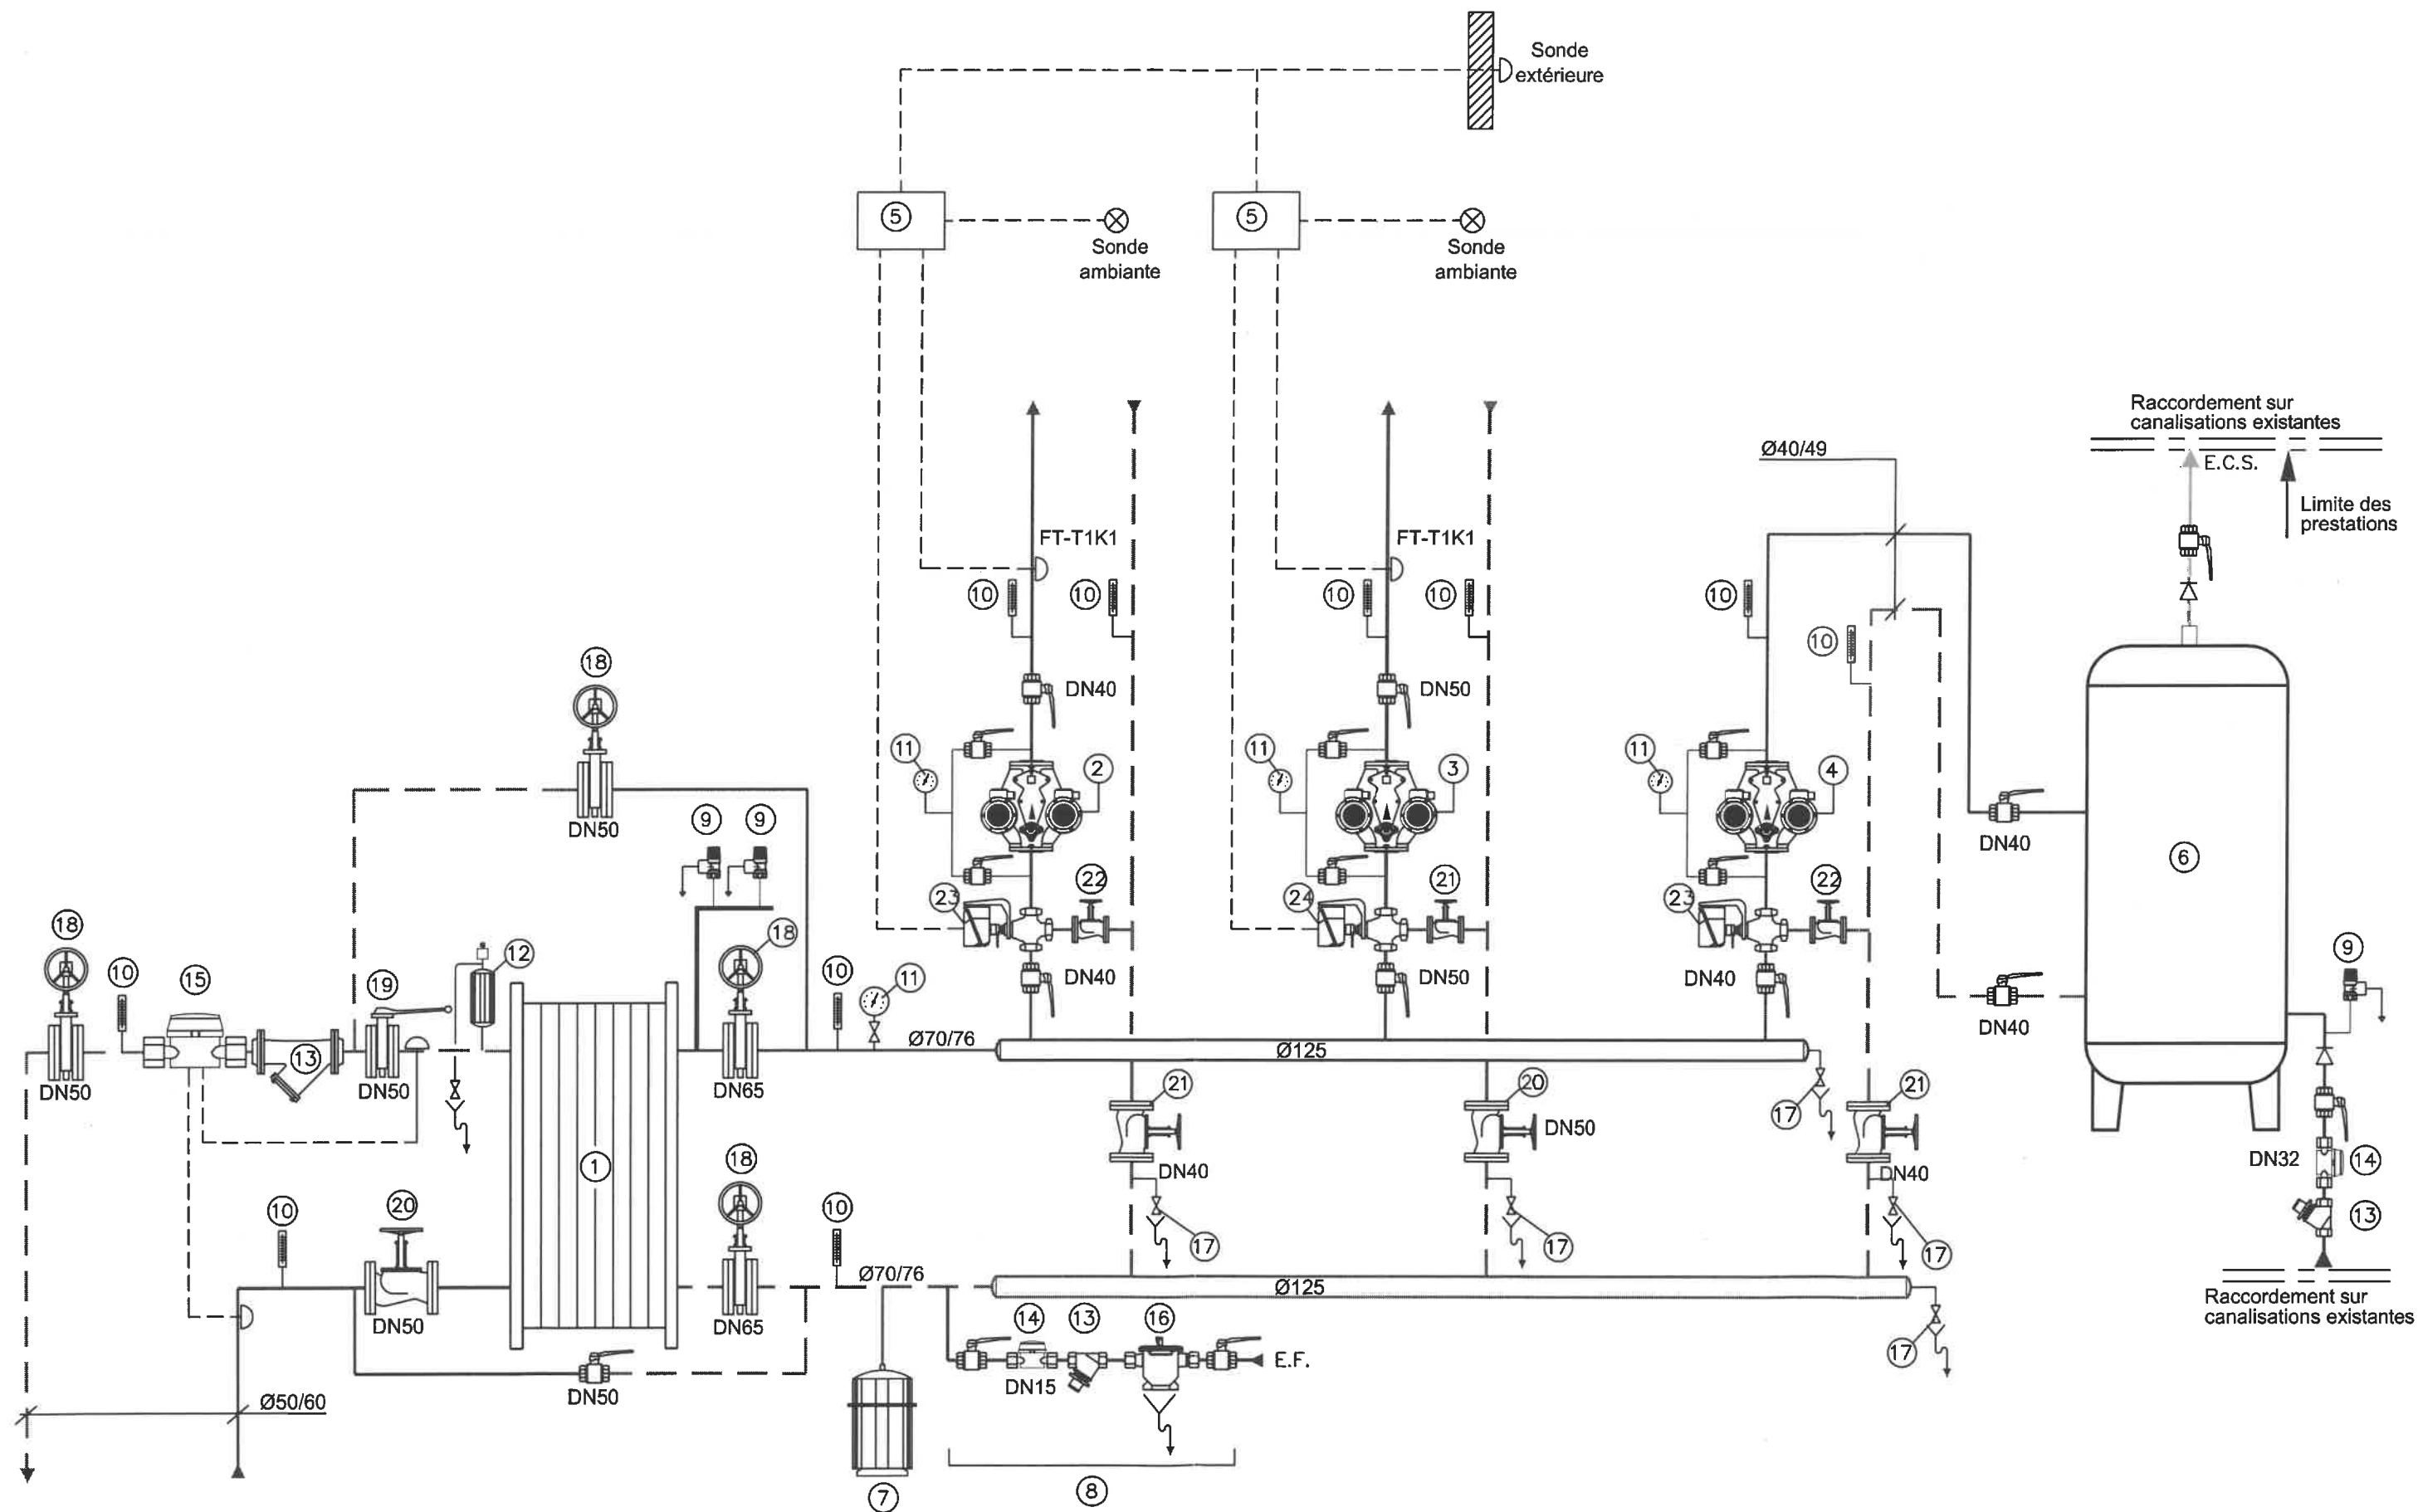 Sonde
extérieure
5
5
Sonde
ambiante
Sonde
ambiante
Raccordement sur
canalisations existantes
E.C.S.
Limite des
prestations
Ø40/49
FT-T1K1
FT-T1K1
10
10
10
10
10
10
18
DN50
DN40
DN50
11
2
11
3
11
4
9
9
DN40
6
22
21
22
23
24
23
18
18
12
10
15
19
10
11
DN40
DN50
DN40
DN40
9
13
DN50
DN50
DN65
Ø70/76
Ø125
17
21
20
21
DN50
DN40
DN40
1
18
DN32
14
13
10
20
10
17
17
17
DN50
DN65
Ø70/76
Ø125
14
13
16
E.F.
DN15
17
Raccordement sur
canalisations existantes
DN50
Ø50/60
7
8